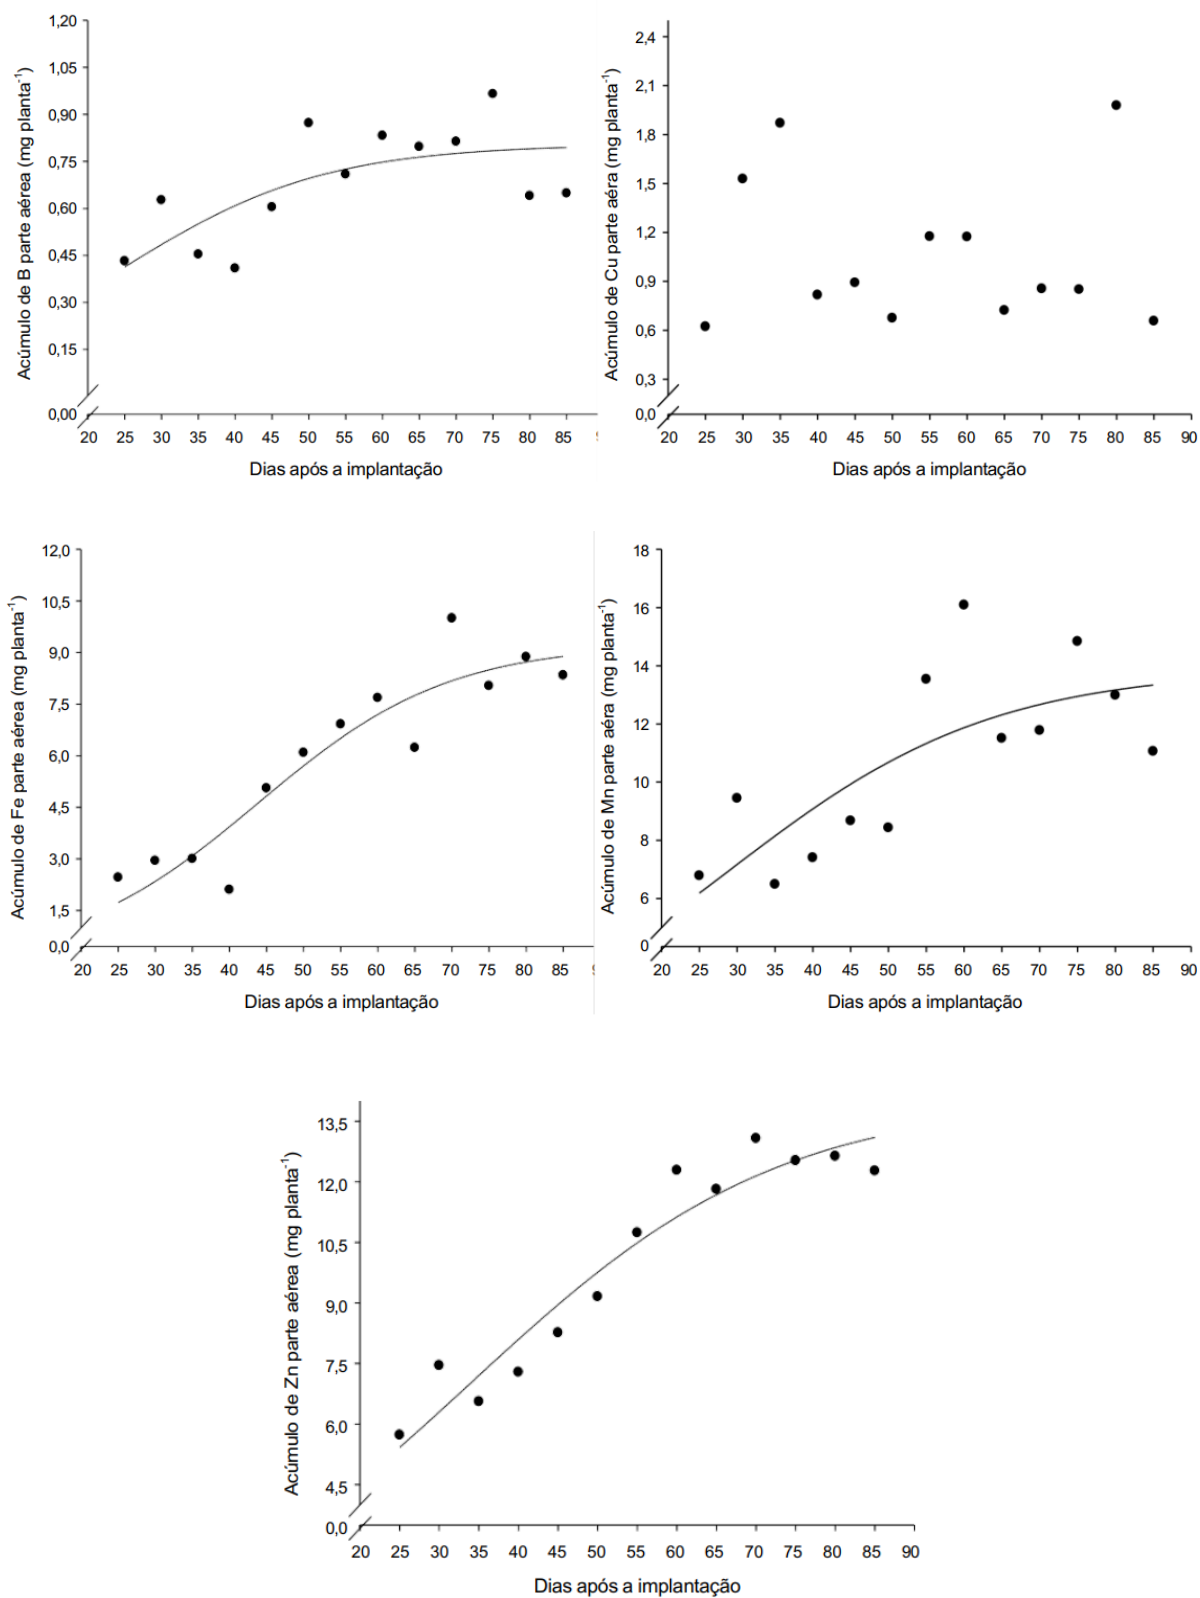 Acúmulo de B parte aérea (mg planta-1)
1,20
1,05
0,90
0,75
0,60
0,45
0,30
0,15
0,00
20 25 30 35 40 45 50 55 60 65 70 75 80 85
Dias após a implantação
Acúmulo de Cu parte aéra (mg planta-1)
2,4
2,1
1,8
1,5
1,2
0,9
0,6
0,3
0,0
20 25 30 35 40 45 50 55 60 65 70 75 80 85 90
Dias após a implantação
Acúmulo de Fe parte aérea (mg planta-1)
12,0
10,5
9,0
7,5
6,0
4,5
3,0
1,5
0,0
20 25 30 35 40 45 50 55 60 65 70 75 80 85
Dias após a implantação
Acúmulo de Mn parte aéra (mg planta-1)
18
16
14
12
10
8
6
0
20 25 30 35 40 45 50 55 60 65 70 75 80 85 90
Dias após a implantação
Acúmulo de Zn parte aérea (mg planta-1)
13,5
12,0
10,5
9,0
7,5
6,0
4,5
0,0
20 25 30 35 40 45 50 55 60 65 70 75 80 85 90
Dias após a implantação